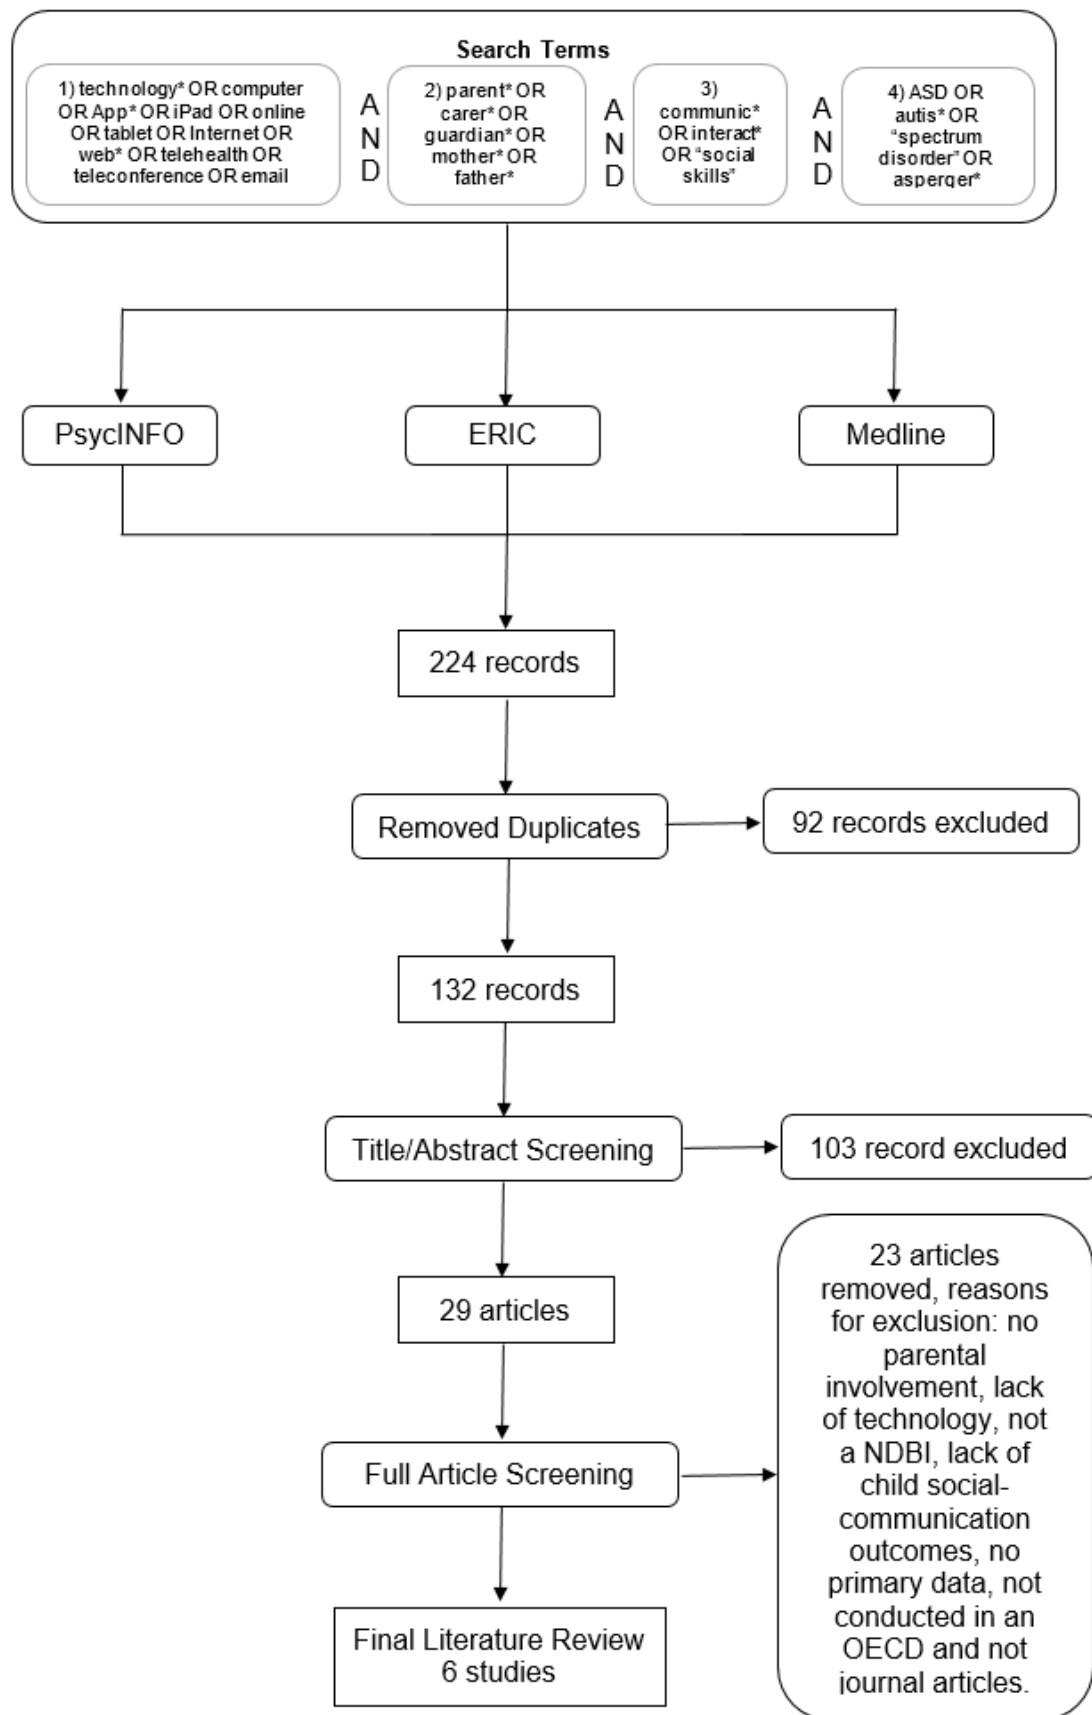 Search Terms
1) technology* OR computer
OR App* OR iPad OR online
OR tablet OR Internet OR
web* OR telehealth OR
teleconference OR email
A
N
D
2) parent* OR
carer* OR
guardian* OR
mother* OR
father*
A
N
D
3)
communic*
OR interact*
OR "social
skills"
A
N
D
4) ASD OR
autis* OR
“spectrum
disorder” OR
asperger*
PsycINFO
ERIC
Medline
224 records
Removed Duplicates
92 records excluded
132 records
Title/Abstract Screening
103 record excluded
29 articles
Full Article Screening
23 articles
removed, reasons
for exclusion: no
parental
involvement, lack
of technology, not
a NDBI, lack of
child social-
communication
outcomes, no
primary data, not
conducted in an
OECD and not
journal articles.
Final Literature Review
6 studies